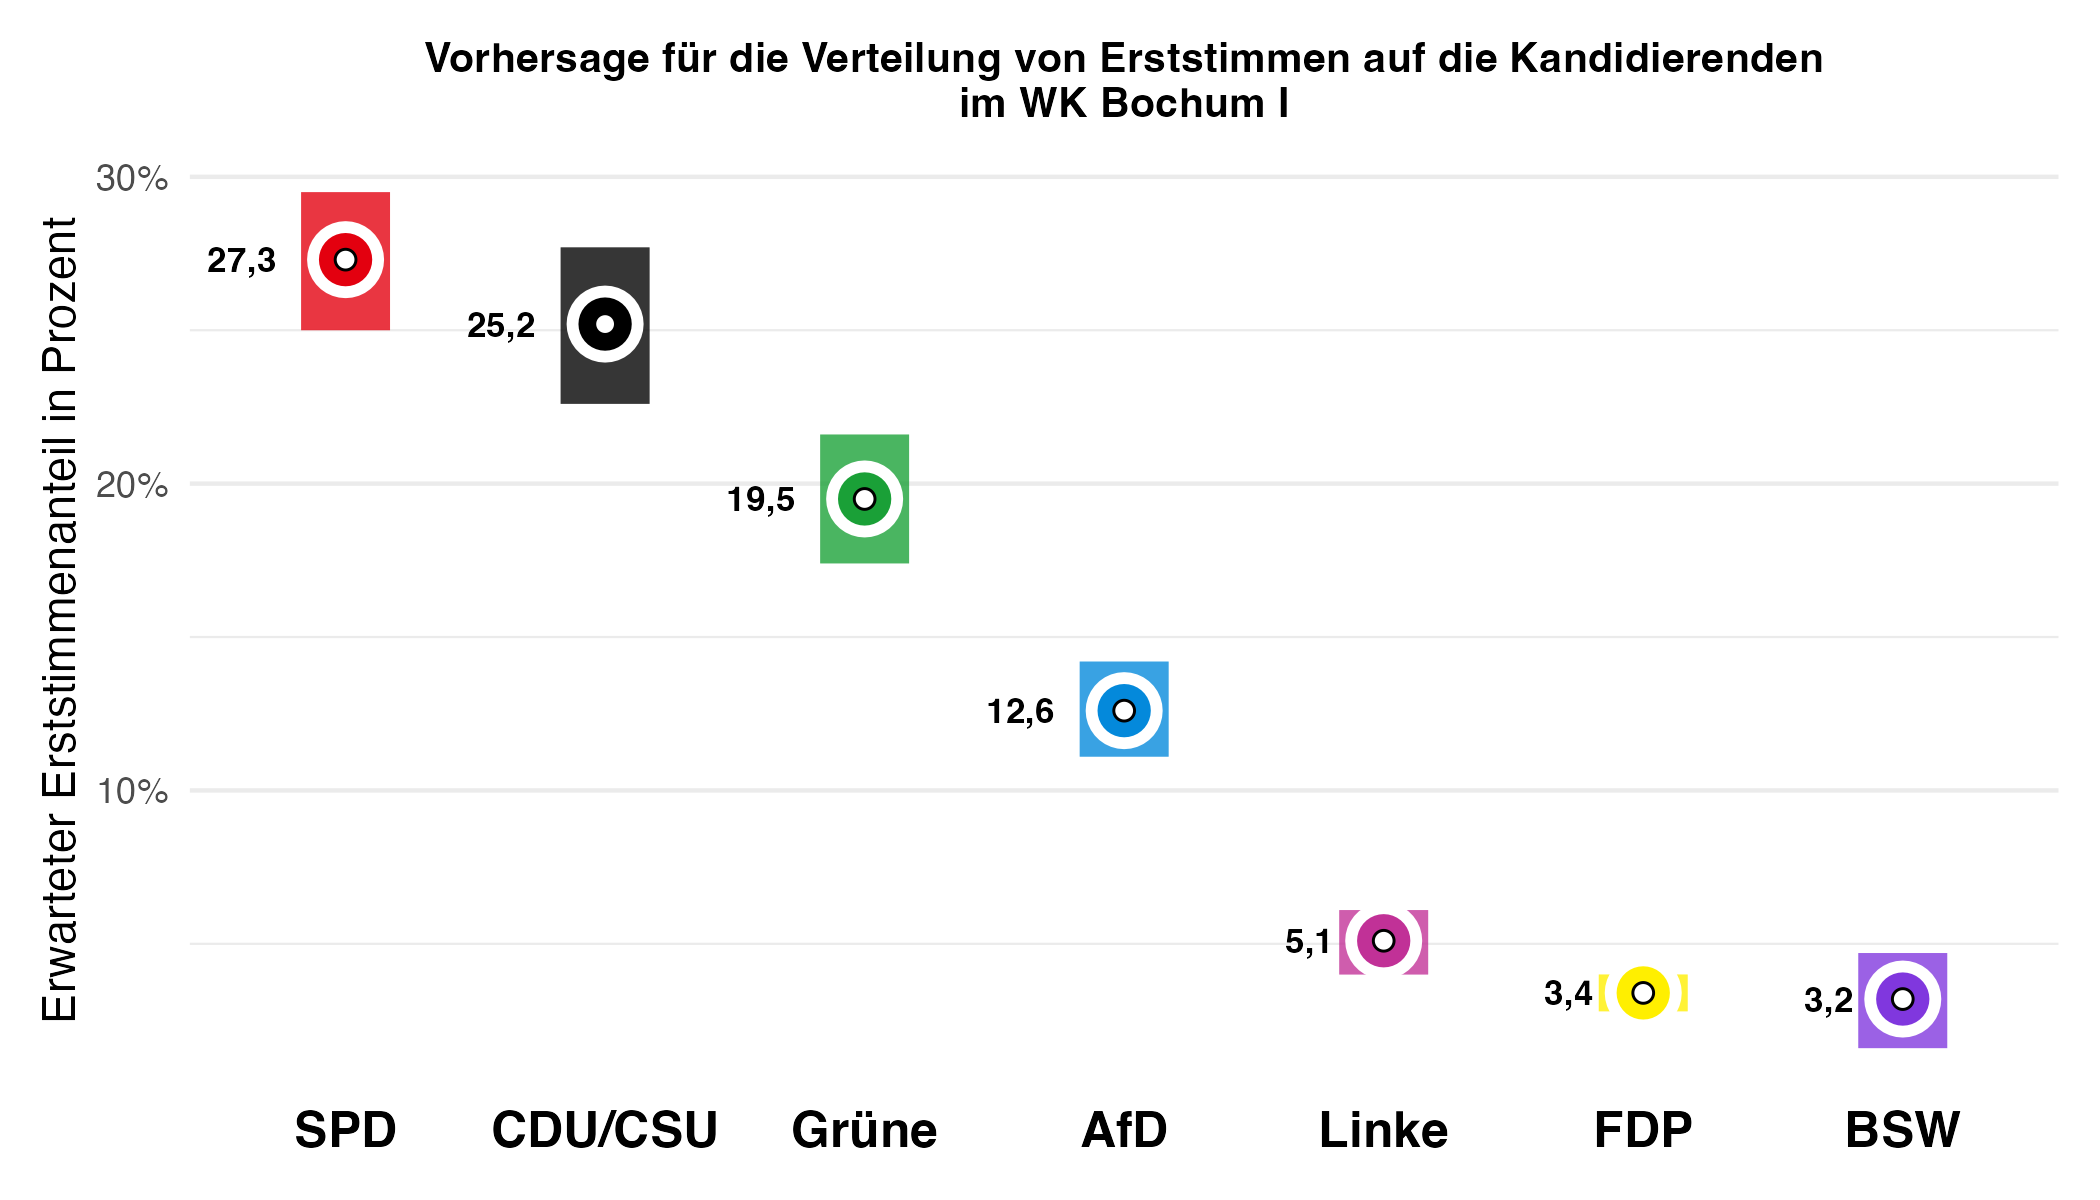 Vorhersage für die Verteilung von Erststimmen auf die Kandidierenden
im WK Bochum I
Erwarteter Erststimmenanteil in Prozent
30%
20%
10%
27,3
25,2
19,5
12,6
5,1
3,4
3,2
SPD
CDU/CSU
Grüne
AfD
Linke
FDP
BSW